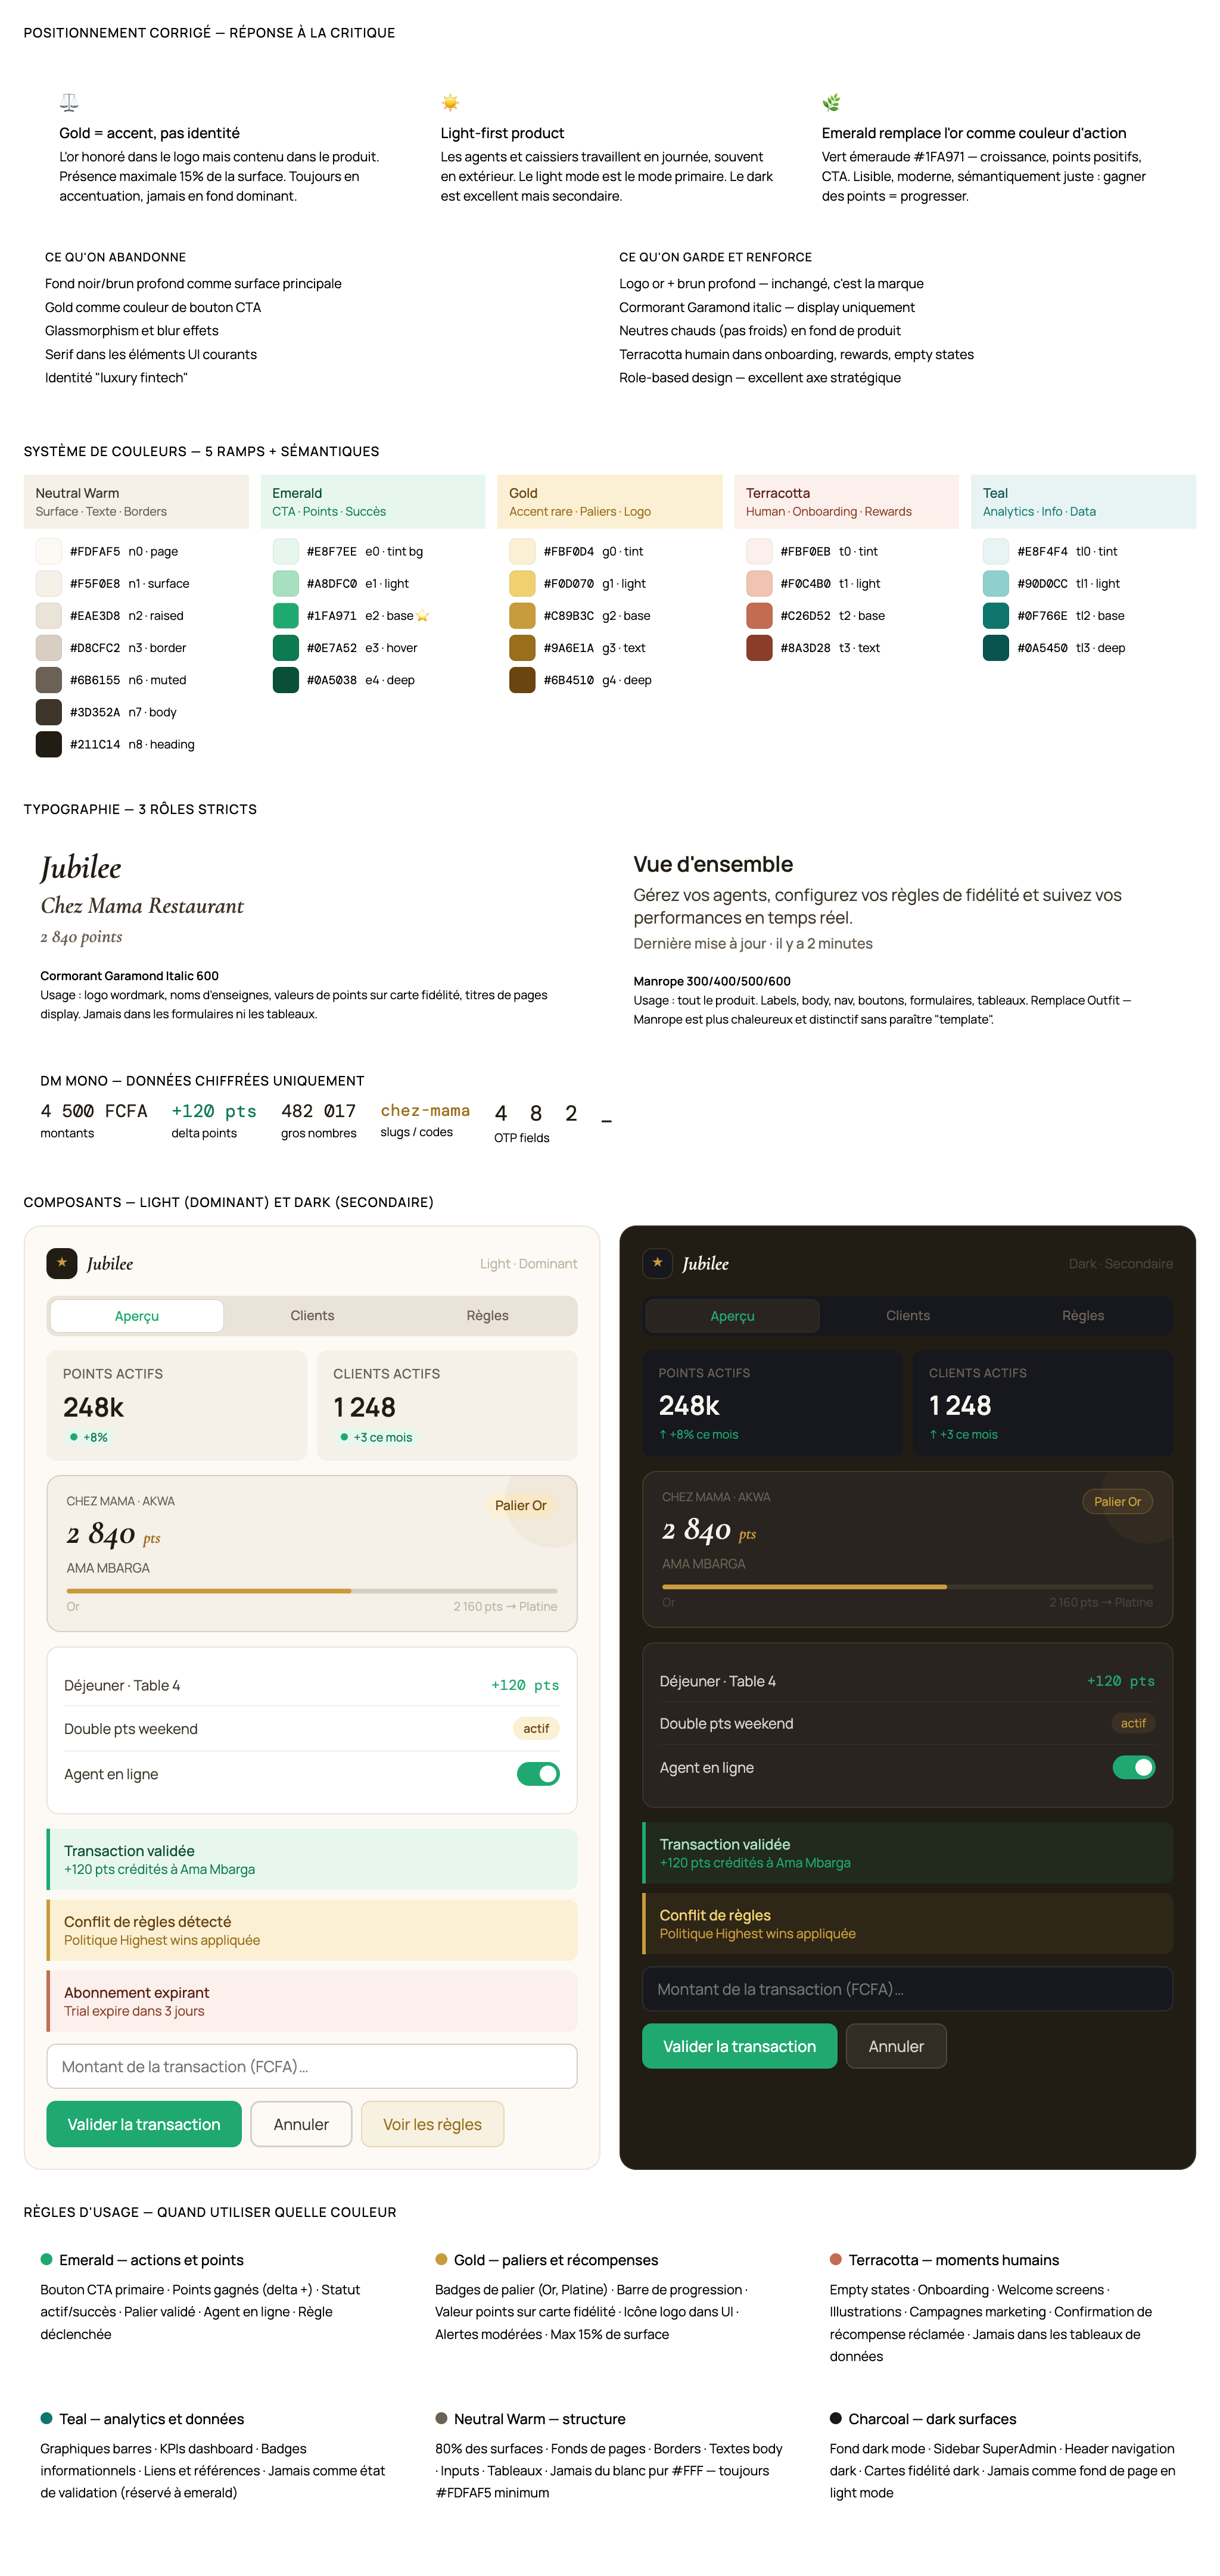 POSITIONNEMENT CORRIGÉ — RÉPONSE À LA CRITIQUE
Gold = accent, pas identité
L'or honoré dans le logo mais contenu dans le produit.
Présence maximale 15% de la surface. Toujours en
accentuation, jamais en fond dominant.
Light-first product
Les agents et caissiers travaillent en journée, souvent
en extérieur. Le light mode est le mode primaire. Le dark
est excellent mais secondaire.
Emerald remplace l'or comme couleur d'action
Vert émeraude #1FA971 — croissance, points positifs,
CTA. Lisible, moderne, sémantiquement juste : gagner
des points = progresser.
CE QU'ON ABANDONNE
Fond noir/brun profond comme surface principale
Gold comme couleur de bouton CTA
Glassmorphism et blur effets
Serif dans les éléments UI courants
Identité "luxury fintech"
CE QU'ON GARDE ET RENFORCE
Logo or + brun profond — inchangé, c'est la marque
Cormorant Garamond italic — display uniquement
Neutres chauds (pas froids) en fond de produit
Terracotta humain dans onboarding, rewards, empty states
Role-based design — excellent axe stratégique
SYSTÈME DE COULEURS — 5 RAMPS + SÉMANTIQUES
Neutral Warm
Surface · Texte · Borders
#FDFAF5 n0 · page
#F5F0E8 n1 · surface
#EAE3D8 n2 · raised
#D8CFC2 n3 · border
#6B6155 n6 · muted
#3D352A n7 · body
#211C14 n8 · heading
Emerald
CTA · Points · Succès
#E8F7EE e0 · tint bg
#A8DFC0 e1 · light
#1FA971 e2 · base
#0E7A52 e3 · hover
#0A5038 e4 · deep
Gold
Accent rare · Paliers · Logo
#FBF0D4 g0 · tint
#F0D070 g1 · light
#C89B3C g2 · base
#9A6E1A g3 · text
#6B4510 g4 · deep
Terracotta
Human · Onboarding · Rewards
#FBF0EB t0 · tint
#F0C4B0 t1 · light
#C26D52 t2 · base
#8A3D28 t3 · text
Teal
Analytics · Info · Data
#E8F4F4 tl0 · tint
#90D0CC tl1 · light
#0F766E tl2 · base
#0A5450 tl3 · deep
TYPOGRAPHIE — 3 RÔLES STRICTS
Jubilee
Chez Mama Restaurant
2 840 points
Cormorant Garamond Italic 600
Usage : logo wordmark, noms d'enseignes, valeurs de points sur carte fidélité, titres de pages
display. Jamais dans les formulaires ni les tableaux.
Vue d'ensemble
Gérez vos agents, configurez vos règles de fidélité et suivez vos
performances en temps réel.
Dernière mise à jour · il y a 2 minutes
Manrope 300/400/500/600
Usage : tout le produit. Labels, body, nav, boutons, formulaires, tableaux. Remplace Outfit —
Manrope est plus chaleureux et distinctif sans paraître "template".
DM MONO — DONNÉES CHIFFRÉES UNIQUEMENT
4 500 FCFA
montants
+120 pts
delta points
482 017
gros nombres
chez-mama
slugs / codes
4 8 2 _
OTP fields
COMPOSANTS — LIGHT (DOMINANT) ET DARK (SECONDAIRE)
Jubilee
Light · Dominant
Aperçu
Clients
Règles
POINTS ACTIFS
248k
+8%
CLIENTS ACTIFS
1 248
+3 ce mois
CHEZ MAMA · AKWA
Palier Or
2 840 pts
AMA MBARGA
Or
2 160 pts → Platine
Déjeuner · Table 4
+120 pts
Double pts weekend
actif
Agent en ligne
Transaction validée
+120 pts crédités à Ama Mbarga
Conflit de règles détecté
Politique Highest wins appliquée
Abonnement expirant
Trial expire dans 3 jours
Montant de la transaction (FCFA)…
Valider la transaction
Annuler
Voir les règles
Jubilee
Dark · Secondaire
Aperçu
Clients
Règles
POINTS ACTIFS
248k
↑ +8% ce mois
CLIENTS ACTIFS
1 248
↑ +3 ce mois
CHEZ MAMA · AKWA
Palier Or
2 840 pts
AMA MBARGA
Or
2 160 pts → Platine
Déjeuner · Table 4
+120 pts
Double pts weekend
actif
Agent en ligne
Transaction validée
+120 pts crédités à Ama Mbarga
Conflit de règles
Politique Highest wins appliquée
Montant de la transaction (FCFA)…
Valider la transaction
Annuler
RÈGLES D'USAGE — QUAND UTILISER QUELLE COULEUR
Emerald — actions et points
Bouton CTA primaire · Points gagnés (delta +) · Statut
actif/succès · Palier validé · Agent en ligne · Règle
déclenchée
Gold — paliers et récompenses
Badges de palier (Or, Platine) · Barre de progression ·
Valeur points sur carte fidélité · Icône logo dans UI ·
Alertes modérées · Max 15% de surface
Terracotta — moments humains
Empty states · Onboarding · Welcome screens ·
Illustrations · Campagnes marketing · Confirmation de
récompense réclamée · Jamais dans les tableaux de
données
Teal — analytics et données
Graphiques barres · KPIs dashboard · Badges
informationnels · Liens et références · Jamais comme état
de validation (réservé à emerald)
Neutral Warm — structure
80% des surfaces · Fonds de pages · Borders · Textes body
· Inputs · Tableaux · Jamais du blanc pur #FFF — toujours
#FDFAF5 minimum
Charcoal — dark surfaces
Fond dark mode · Sidebar SuperAdmin · Header navigation
dark · Cartes fidélité dark · Jamais comme fond de page en
light mode